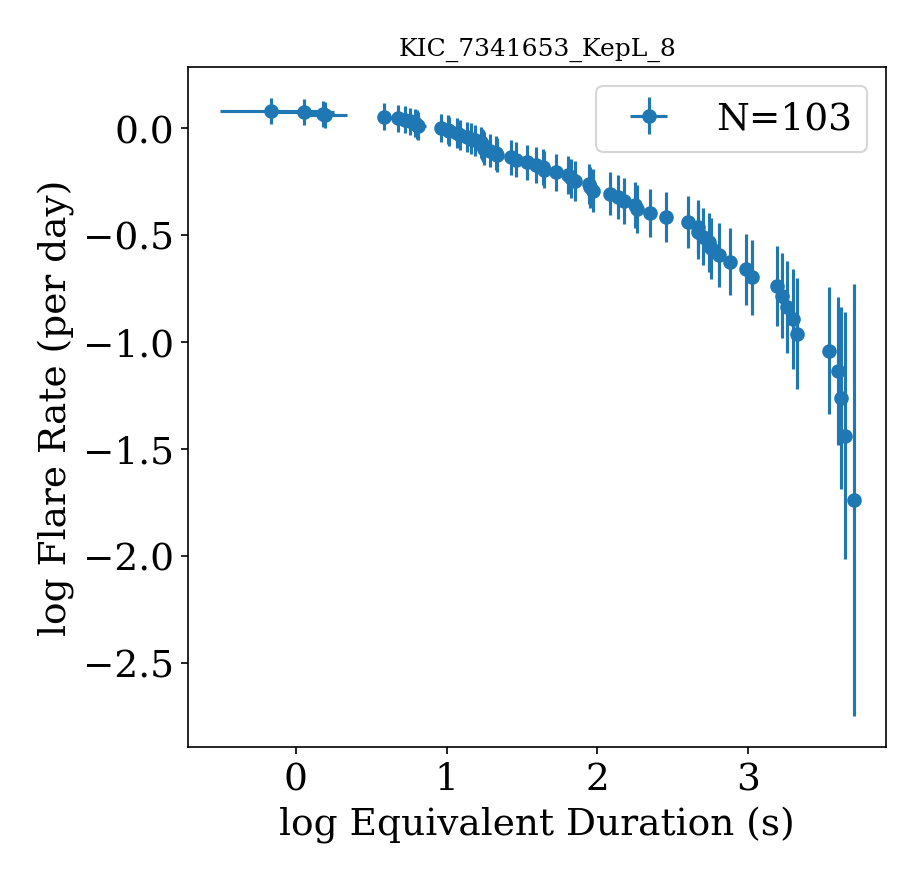 KIC_7341653_KepL_8
N=103
0.0
−0.5
−1.0
−1.5
−2.0
−2.5
log Flare Rate (per day)
0 1 2 3
log Equivalent Duration (s)